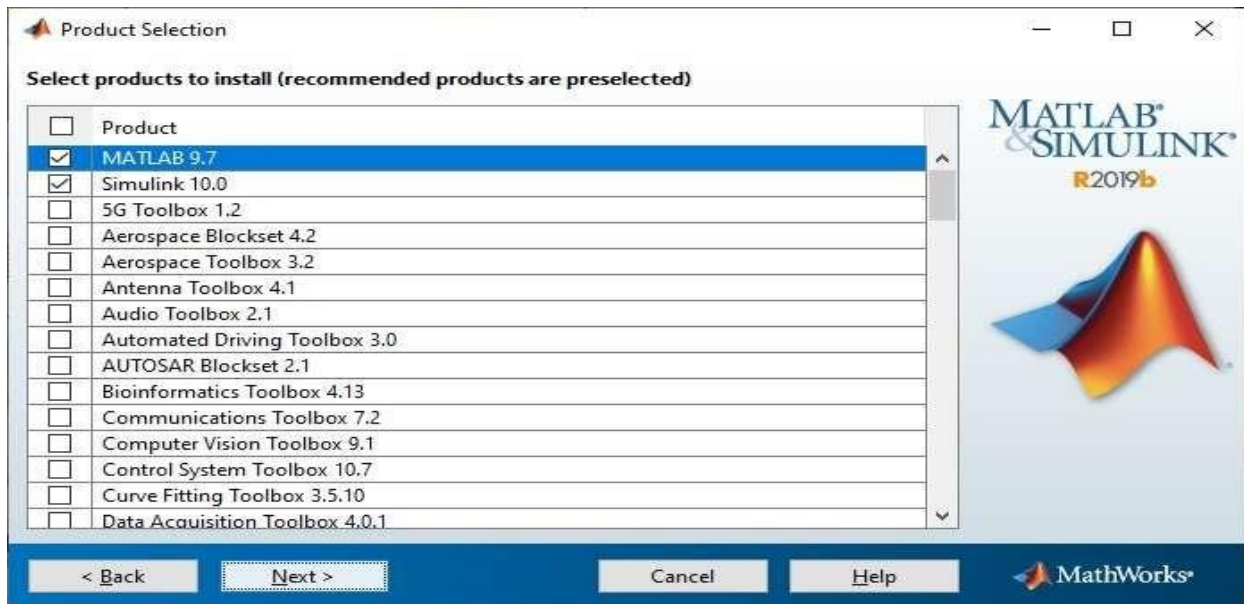 Product Selection
Select products to install (recommended products are preselected)
Product
MATLAB 9.7
Simulink 10.0
5G Toolbox 1.2
Aerospace Blockset 4.2
Aerospace Toolbox 3.2
Antenna Toolbox 4.1
Audio Toolbox 2.1
Automated Driving Toolbox 3.0
AUTOSAR Blockset 2.1
Bioinformatics Toolbox 4.13
Communications Toolbox 7.2
Computer Vision Toolbox 9.1
Control System Toolbox 10.7
Curve Fitting Toolbox 3.5.10
Data Acquisition Toolbox 4.0.1
MATLAB®
&SIMULINK®
R2019b
< Back
Next >
Cancel
Help
MathWorks®